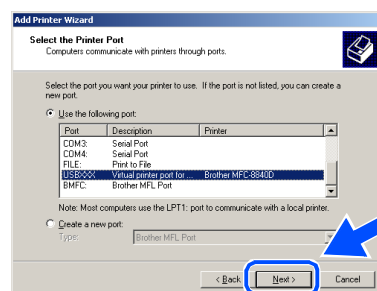 Add Printer Wizard
Select the Printer Port
Computers communicate with printers through ports.
Select the port you want your printer to use. If the port is not listed, you can create a
new port.
Use the following port:
Port Description Printer
COM3: Serial Port
COM4: Serial Port
FILE: Print to File
USBXXX Virtual printer port for ... Brother MFC-8840D
BMFC: Brother MFL Port
Note: Most computers use the LPT1: port to communicate with a local printer.
Create a new port:
Type: Brother MFL Port
< Back Next > Cancel